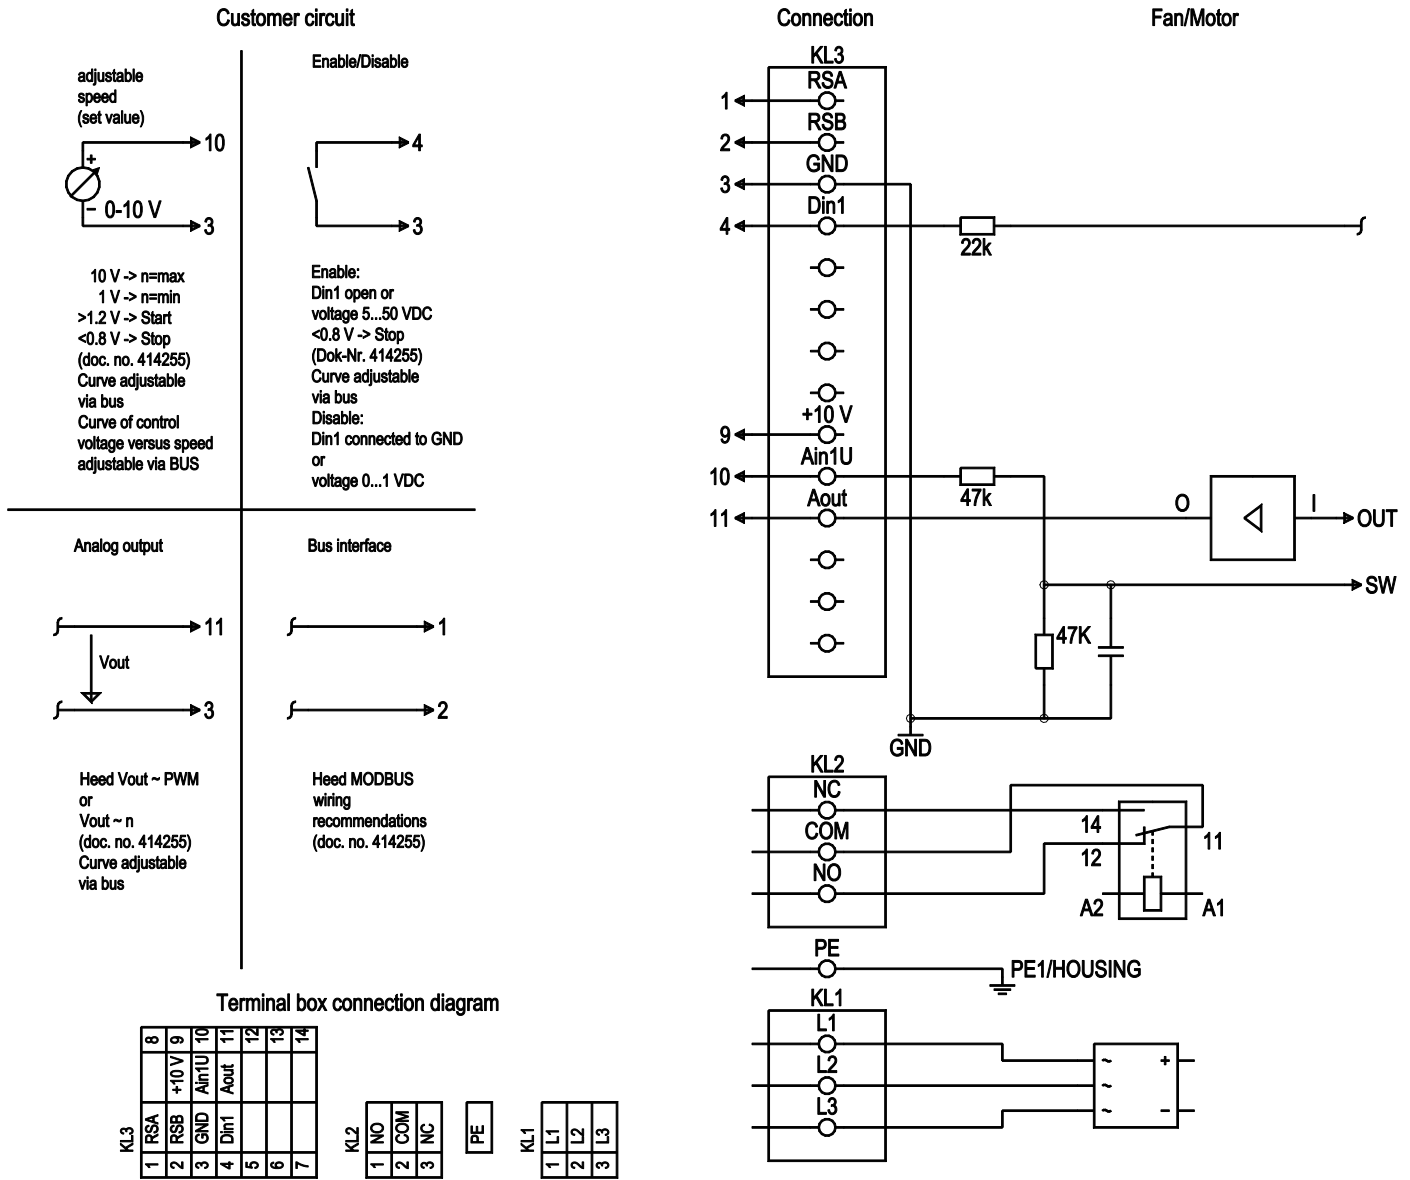 Customer circuit
adjustable
speed
(set value)
10
+
0-10 V
−
3
10 V -> n=max
1 V -> n=min
>1.2 V -> Start
<0.8 V -> Stop
(doc. no. 414255)
Curve adjustable
via bus
Curve of control
voltage versus speed
adjustable via BUS
Enable/Disable
4
3
Enable:
Din1 open or
voltage 5...50 VDC
<0.8 V -> Stop
(Dok-Nr. 414255)
Curve adjustable
via bus
Disable:
Din1 connected to GND
or
voltage 0...1 VDC
Analog output
11
Vout
3
Heed Vout ~ PWM
or
Vout ~ n
(doc. no. 414255)
Curve adjustable
via bus
Bus interface
1
2
Heed MODBUS
wiring
recommendations
(doc. no. 414255)
Terminal box connection diagram
KL3
8 9 10 11 12 13 14
+10 V Ain1U Aout
RSA RSB GND Din1
1 2 3 4 5 6 7
KL2
NO COM NC
1 2 3
PE
KL1
L1 L2 L3
1 2 3
Connection
Fan/Motor
KL3
RSA
1
RSB
2
GND
3
Din1
4
22k
+10 V
9
Ain1U
10
47k
Aout
11
O
I
OUT
SW
47K
GND
KL2
NC
COM
NO
14
12
11
A2
A1
PE
PE1/HOUSING
KL1
L1
L2
L3
~ +
~
~ −